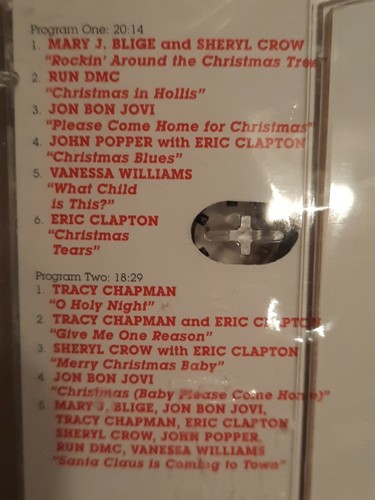 Program One: 20:14
1. MARY J. BLIGE and SHERYL CROW
"Rockin' Around the Christmas Tree"
2. RUN DMC
"Christmas in Hollis"
3. JON BON JOVI
"Please Come Home for Christmas"
4. JOHN POPPER with ERIC CLAPTON
"Christmas Blues"
5. VANESSA WILLIAMS
"What Child
is This?"
6. ERIC CLAPTON
"Christmas
Tears"
Program Two: 18:29
1. TRACY CHAPMAN
"O Holy Night"
2. TRACY CHAPMAN and ERIC CLAPTON
"Give Me One Reason"
3. SHERYL CROW with ERIC CLAPTON
"Merry Christmas Baby"
4. JON BON JOVI
"Christmas (Baby Please Come Home)"
5. MARY J. BLIGE, JON BON JOVI,
TRACY CHAPMAN, ERIC CLAPTON
SHERYL CROW, JOHN POPPER,
RUN DMC, VANESSA WILLIAMS
"Santa Claus is Coming to Town"